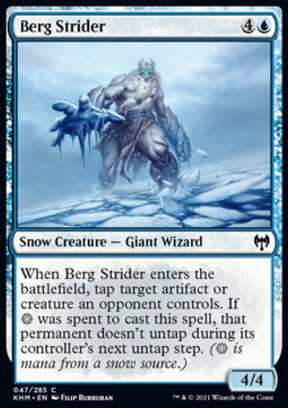 Berg Strider 4
Snow Creature — Giant Wizard
When Berg Strider enters the
battlefield, tap target artifact or
creature an opponent controls. If
was spent to cast this spell, that
permanent doesn't untap during its
controller's next untap step. ( 
is mana from a snow source.)
4/4
047/285 C
KHM • EN Filip Burburan
™ & © 2021 Wizards of the Coast